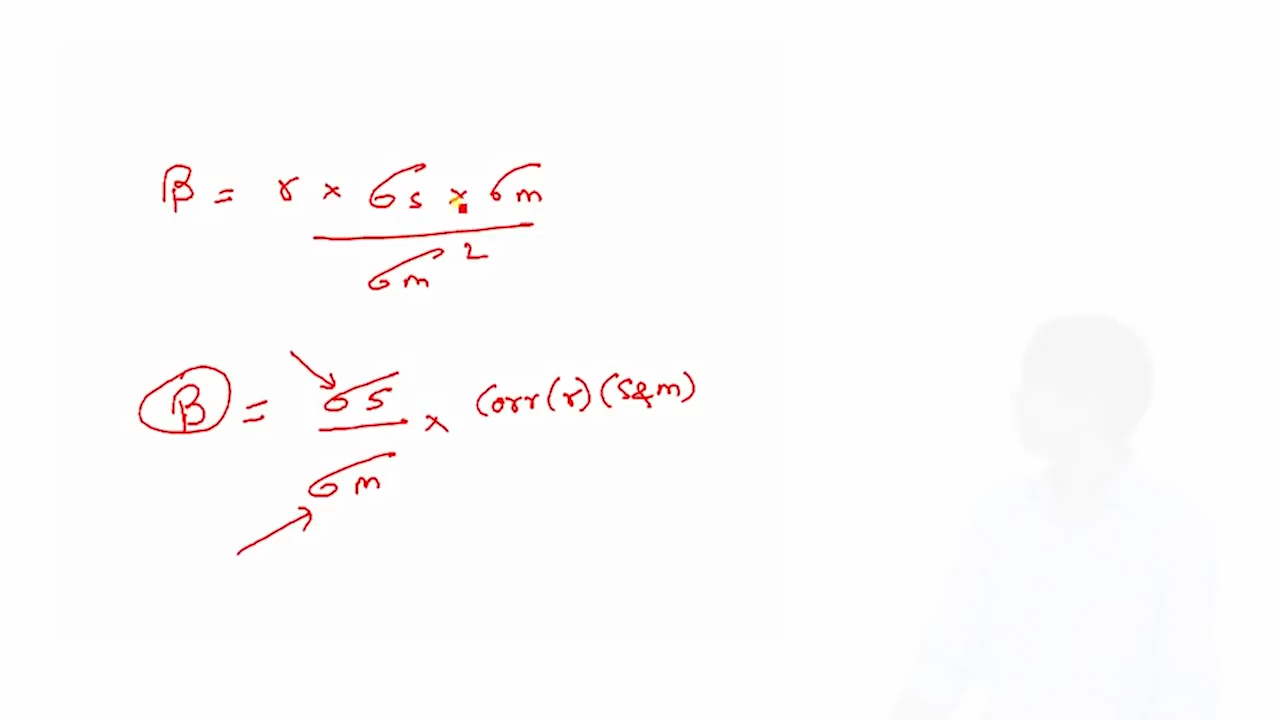 β = r × σs × σm
σm²
β = σs × Corr(r)(S&m)
σm